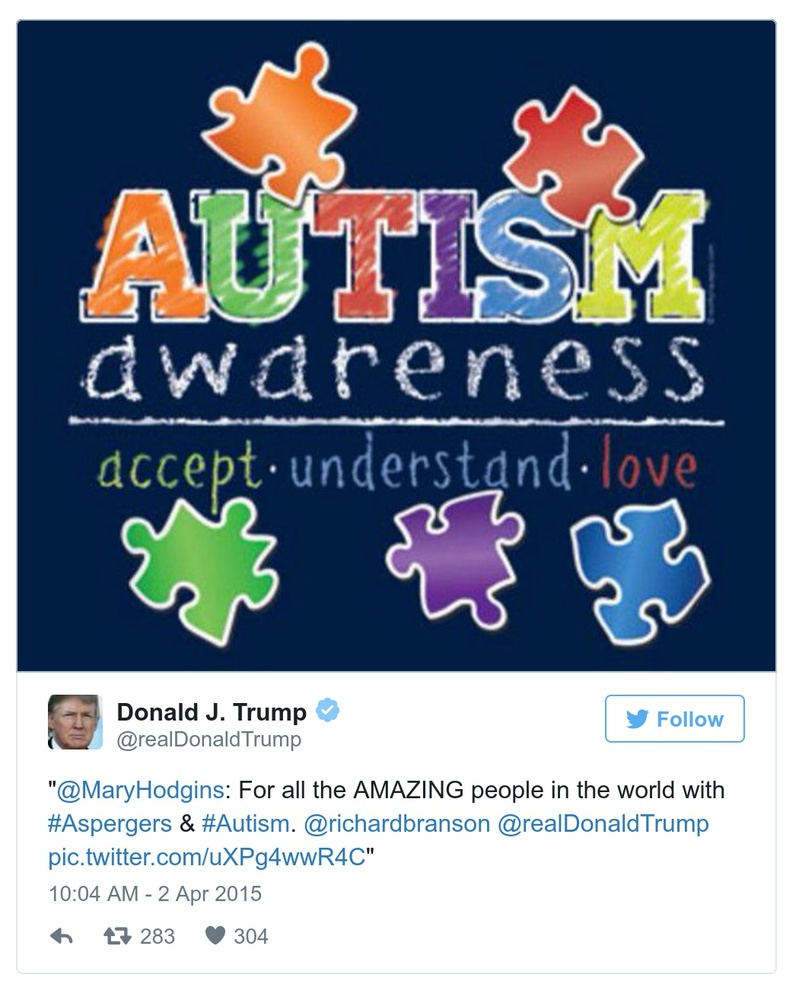 AUTISM
awareness
accept · understand · love
Donald J. Trump
@realDonaldTrump
Follow
"@MaryHodgins: For all the AMAZING people in the world with
#Aspergers & #Autism. @richardbranson @realDonaldTrump
pic.twitter.com/uXPg4wwR4C"
10:04 AM - 2 Apr 2015
283 304